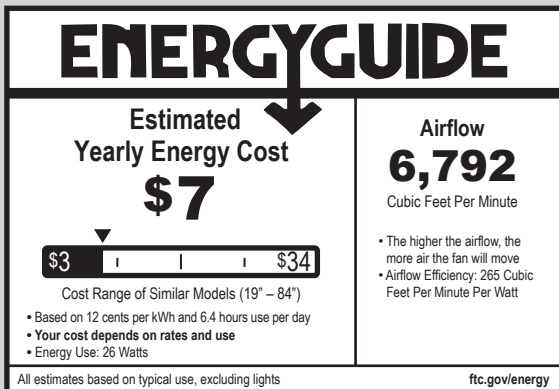 ENERGYGUIDE
Estimated
Yearly Energy Cost
$7
$3 $34
Cost Range of Similar Models (19” – 84”)
• Based on 12 cents per kWh and 6.4 hours use per day
• Your cost depends on rates and use
• Energy Use: 26 Watts
Airflow
6,792
Cubic Feet Per Minute
• The higher the airflow, the
more air the fan will move
• Airflow Efficiency: 265 Cubic
Feet Per Minute Per Watt
All estimates based on typical use, excluding lights
ftc.gov/energy